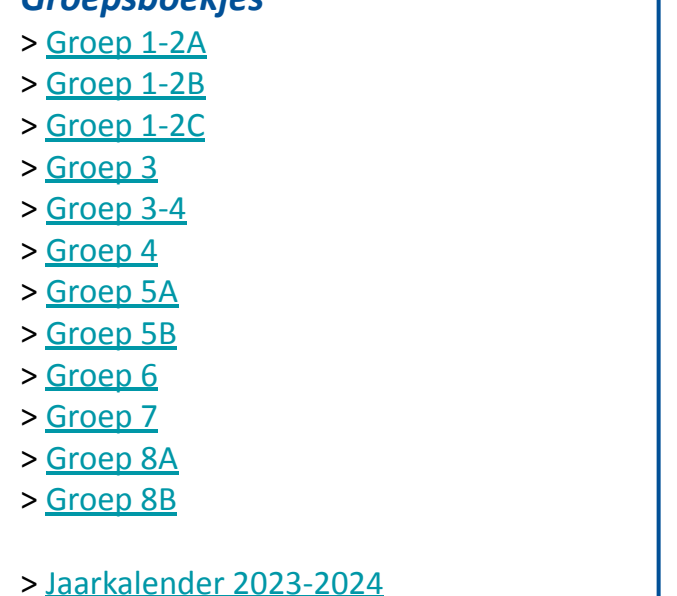 Groepsboekjes
> Groep 1-2A
> Groep 1-2B
> Groep 1-2C
> Groep 3
> Groep 3-4
> Groep 4
> Groep 5A
> Groep 5B
> Groep 6
> Groep 7
> Groep 8A
> Groep 8B
> Jaarkalender 2023-2024